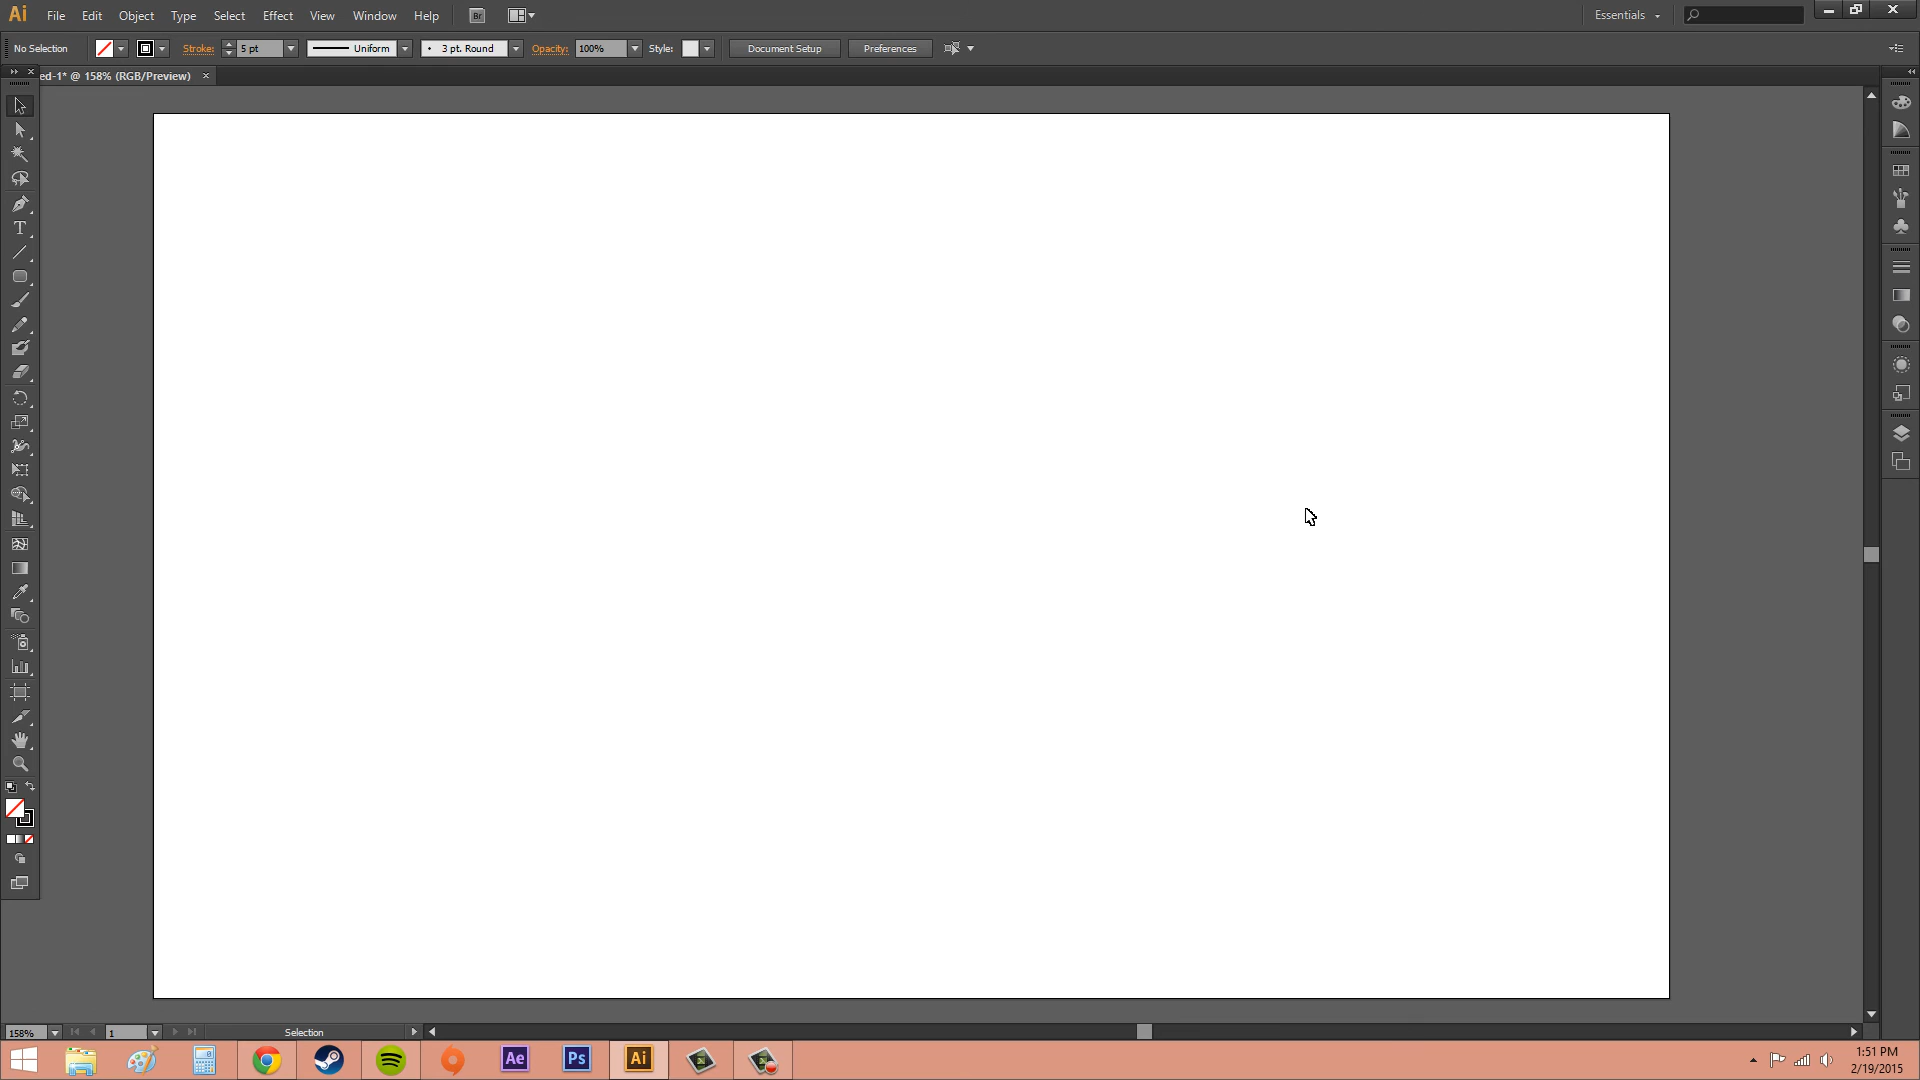 Ai File Edit Object Type Select Effect View Window Help Br Essentials
No Selection Stroke: 5 pt Uniform 3 pt. Round Opacity: 100% Style: Document Setup Preferences
ed-1* @ 158% (RGB/Preview)
T
158% 1 Selection
Ae Ps Ai
1:51 PM
2/19/2015